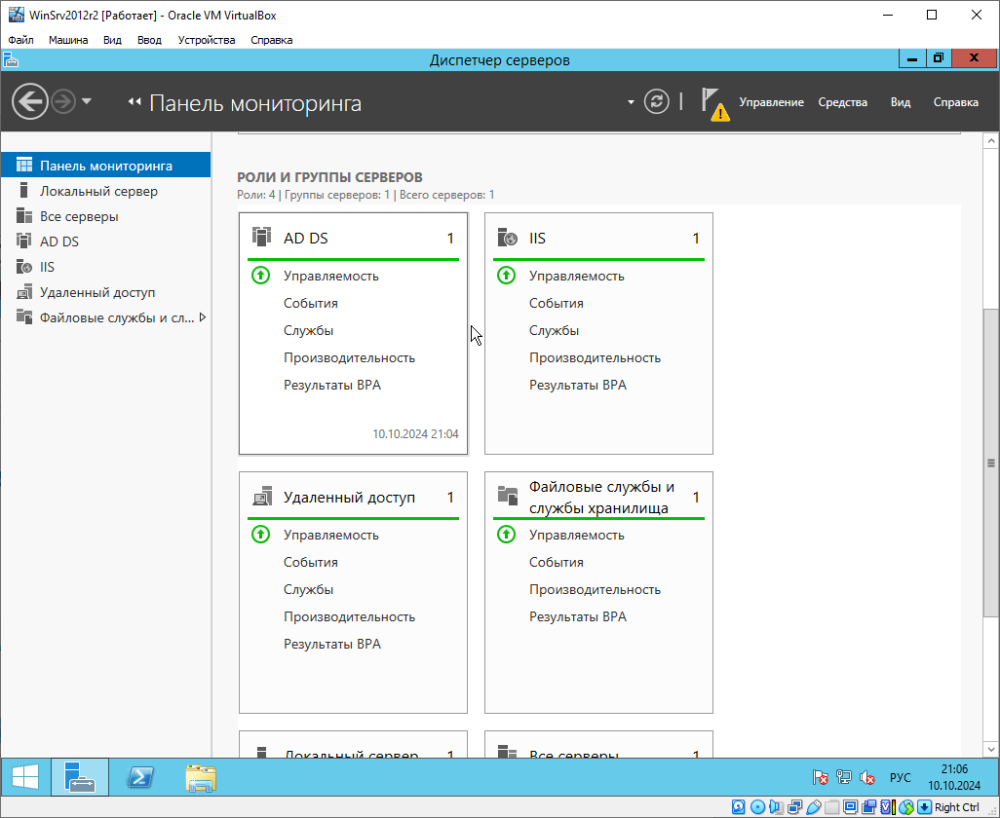 WinSrv2012r2 [Работает] - Oracle VM VirtualBox
Файл Машина Вид Ввод Устройства Справка
Диспетчер серверов
Панель мониторинга
Управление Средства Вид Справка
Панель мониторинга
Локальный сервер
Все серверы
AD DS
IIS
Удаленный доступ
Файловые службы и сл...
РОЛИ И ГРУППЫ СЕРВЕРОВ
Роли: 4 | Группы серверов: 1 | Всего серверов: 1
AD DS 1
Управляемость
События
Службы
Производительность
Результаты BPA
10.10.2024 21:04
IIS 1
Управляемость
События
Службы
Производительность
Результаты BPA
Удаленный доступ 1
Управляемость
События
Службы
Производительность
Результаты BPA
Файловые службы и
службы хранилища 1
Управляемость
События
Производительность
Результаты BPA
Локальный сервер 1
Все серверы 1
РУС
21:06
10.10.2024
Right Ctrl